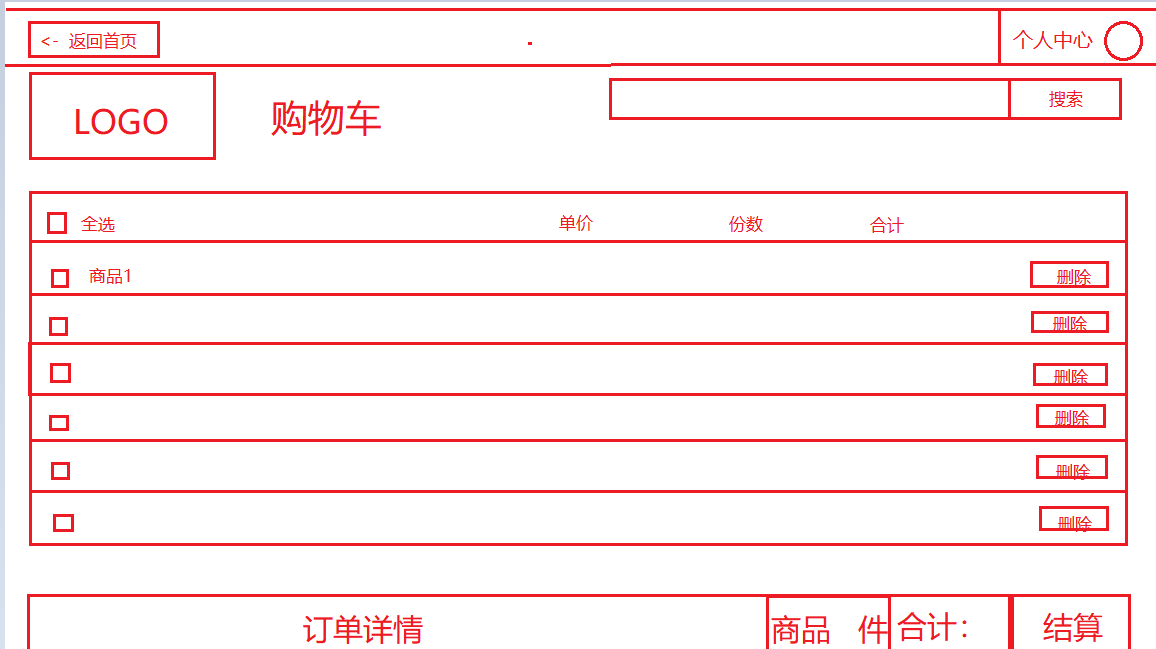 <- 返回首页
个人中心
LOGO
购物车
搜索
全选 单价 份数 合计
商品1 删除
删除
删除
删除
删除
删除
订单详情 商品 件 合计： 结算